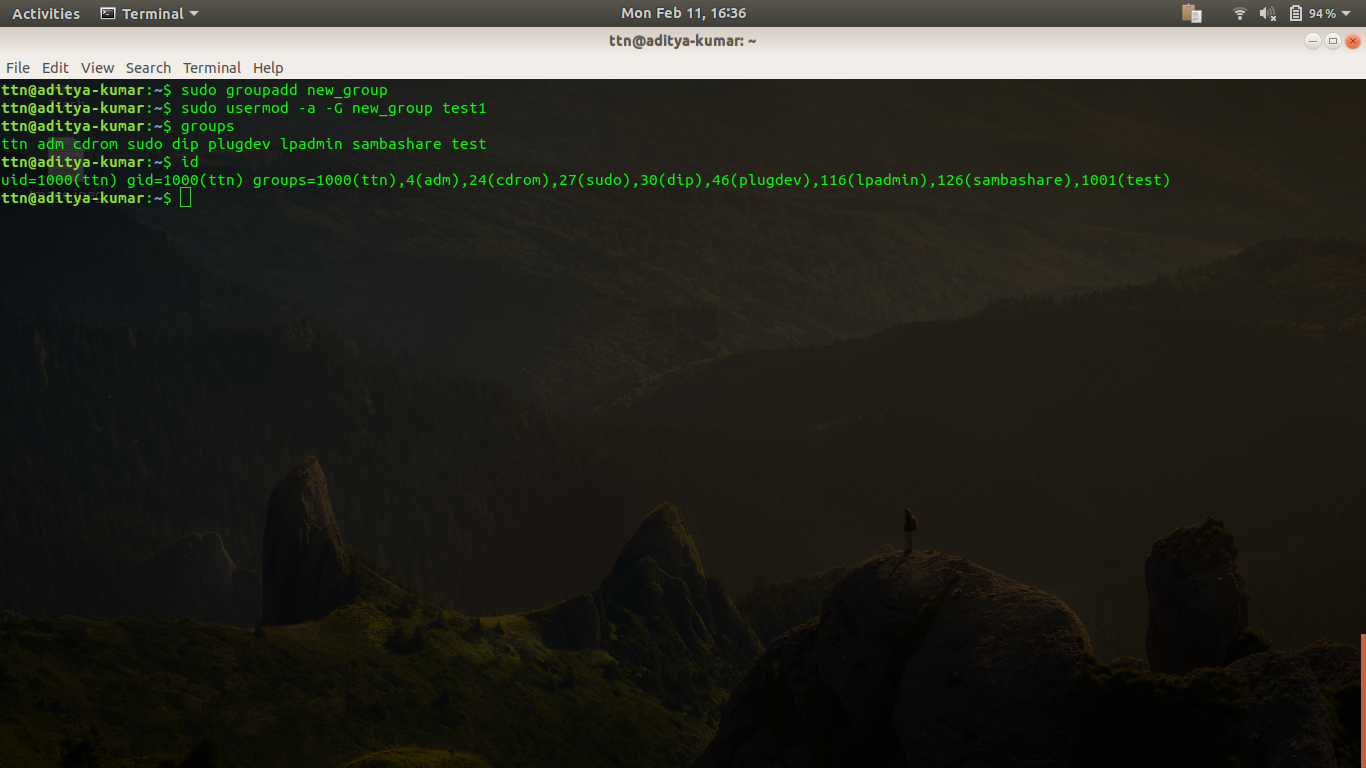 Activities Terminal Mon Feb 11, 16:36 94%
ttn@aditya-kumar: ~
File Edit View Search Terminal Help
ttn@aditya-kumar:~$ sudo groupadd new_group
ttn@aditya-kumar:~$ sudo usermod -a -G new_group test1
ttn@aditya-kumar:~$ groups
ttn adm cdrom sudo dip plugdev lpadmin sambashare test
ttn@aditya-kumar:~$ id
uid=1000(ttn) gid=1000(ttn) groups=1000(ttn),4(adm),24(cdrom),27(sudo),30(dip),46(plugdev),116(lpadmin),126(sambashare),1001(test)
ttn@aditya-kumar:~$